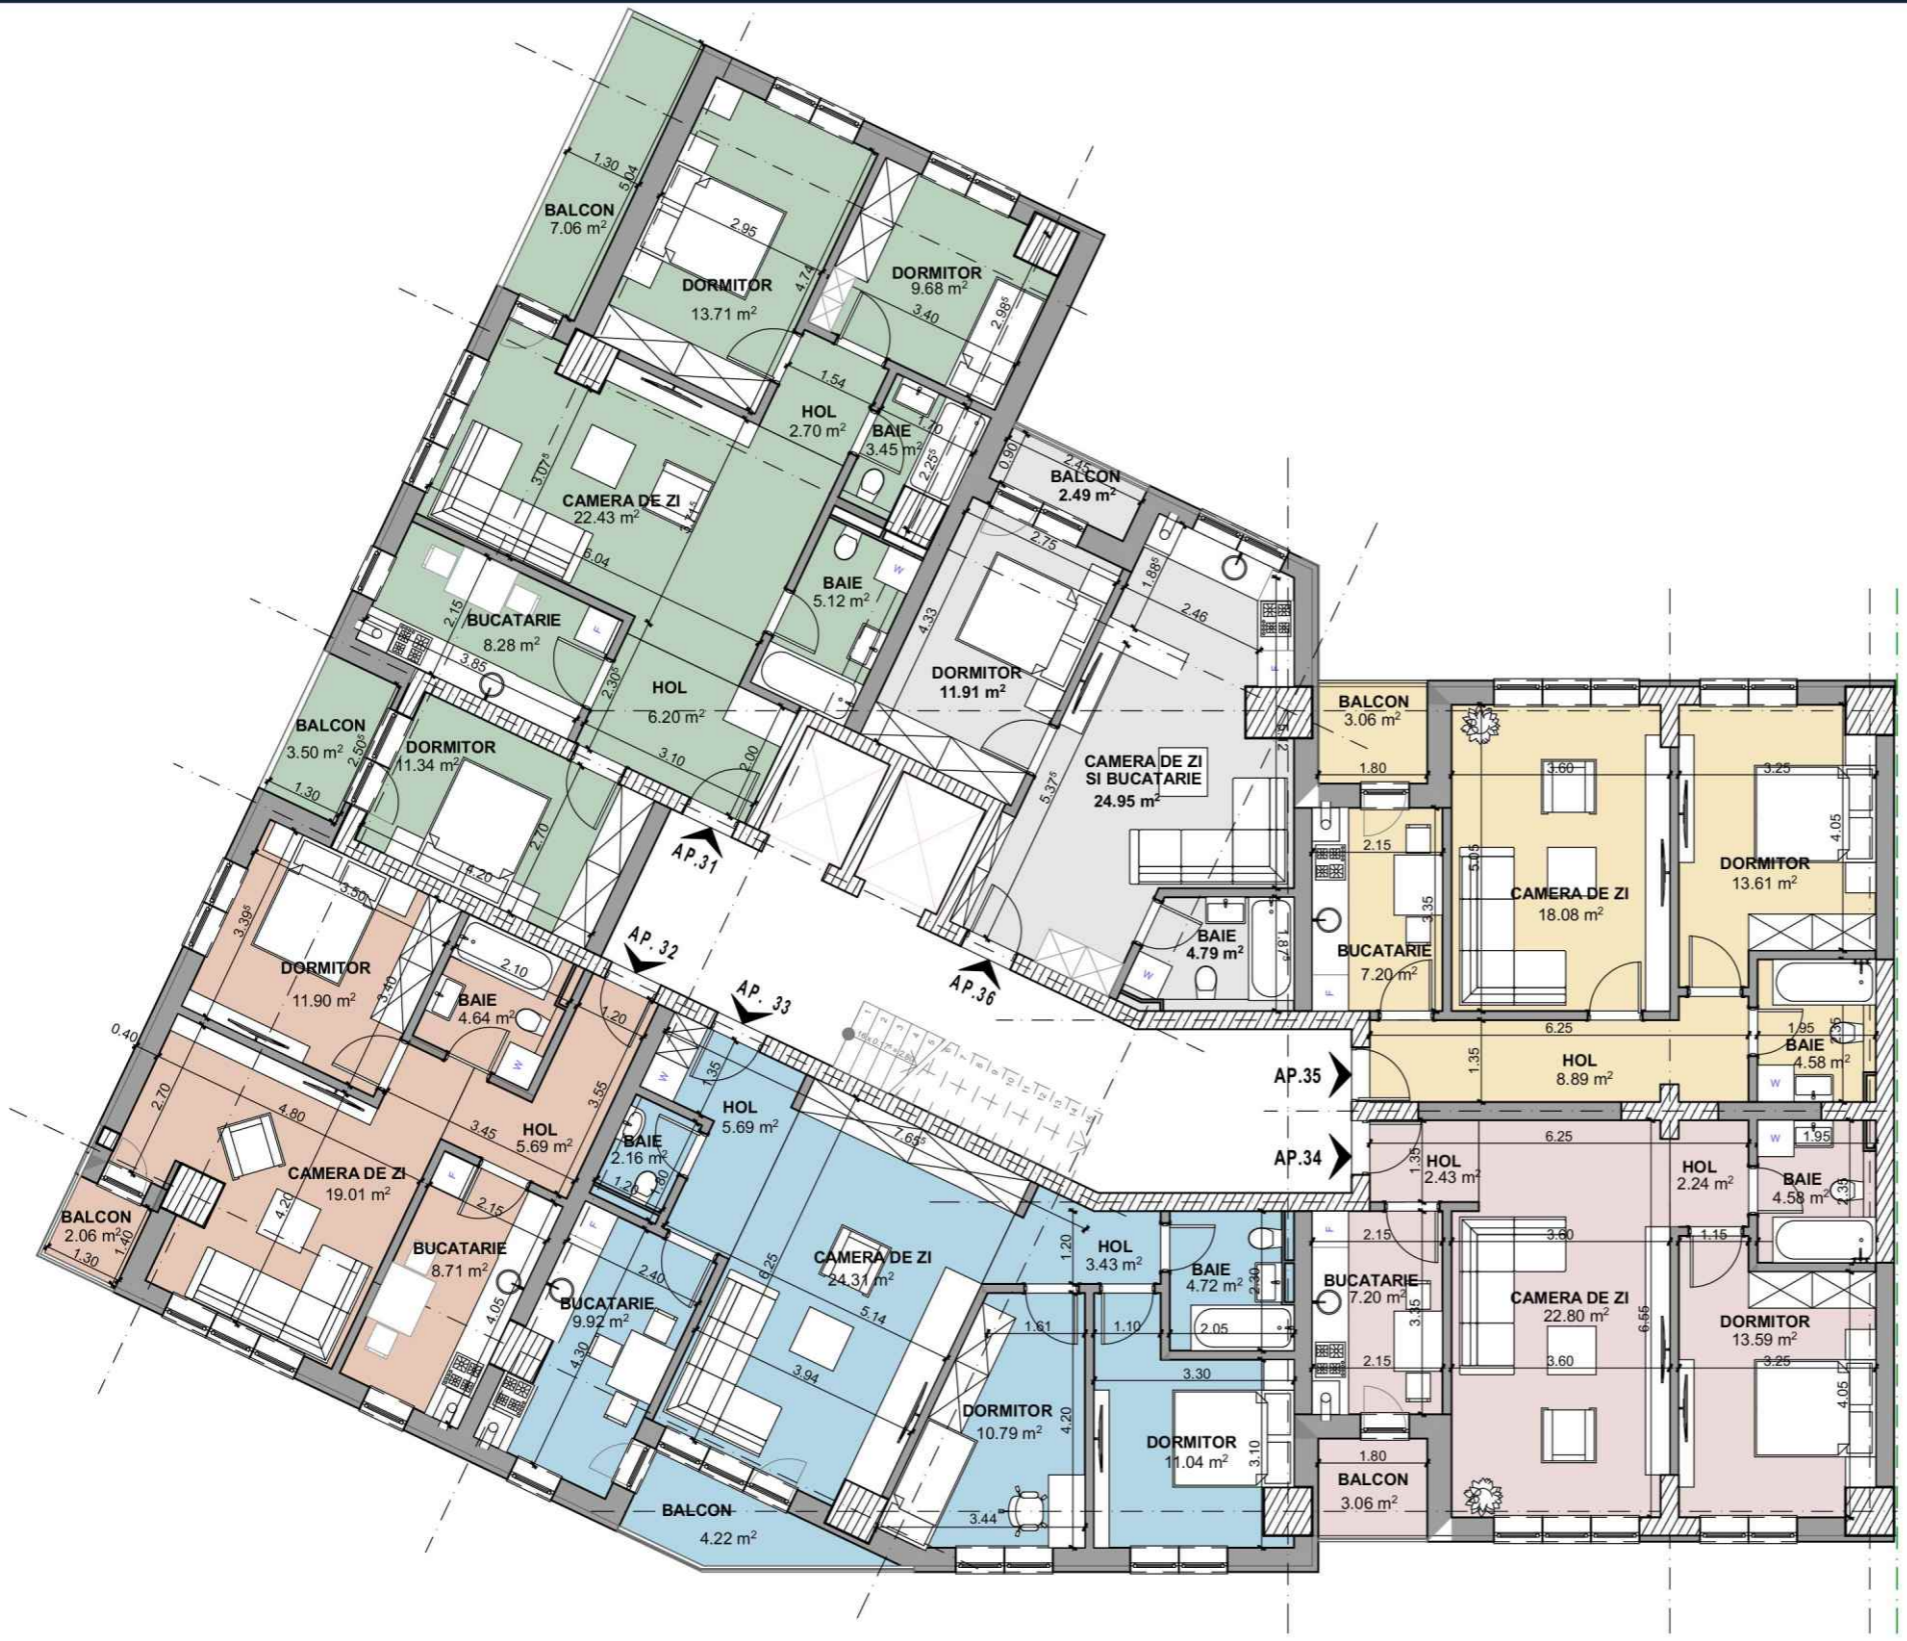 BALCON
7.06 m²
1.30
5.04
DORMITOR
13.71 m²
2.95
4.74
DORMITOR
9.68 m²
3.40
2.98⁵
1.54
HOL
2.70 m²
BAIE
3.45 m²
1.70
2.25⁵
CAMERA DE ZI
22.43 m²
3.07⁵
3.71⁵
6.04
BAIE
5.12 m²
W
BUCATARIE
8.28 m²
2.15
3.85
F
2.30⁵
HOL
6.20 m²
3.10
2.00
BALCON
3.50 m²
2.50⁵
1.30
DORMITOR
11.34 m²
2.70
4.20
AP.31
BALCON
2.49 m²
0.90
2.45
DORMITOR
11.91 m²
2.75
4.33
1.88⁵
2.46
F
CAMERA DE ZI
SI BUCATARIE
24.95 m²
5.37⁵
BAIE
4.79 m²
1.87⁵
W
AP.36
DORMITOR
11.90 m²
3.50
3.39⁵
3.40
BAIE
4.64 m²
2.10
W
1.20
AP. 32
0.40
2.70
4.80
3.45
3.55
HOL
5.69 m²
CAMERA DE ZI
19.01 m²
4.20
BALCON
2.06 m²
1.30
1.40
BUCATARIE
8.71 m²
F
2.15
4.05
AP. 33
W
1.35
HOL
5.69 m²
BAIE
2.16 m²
1.20
1.80
7.65⁵
CAMERA DE ZI
24.31 m²
6.25
5.14
3.94
F
BUCATARIE
9.92 m²
2.40
4.30
BALCON
4.22 m²
1.20
HOL
3.43 m²
BAIE
4.72 m²
2.30
1.61
1.10
2.05
3.30
DORMITOR
10.79 m²
4.20
3.44
DORMITOR
11.04 m²
3.10
BALCON
3.06 m²
1.80
3.60
3.25
2.15
5.05
4.05
3.35
CAMERA DE ZI
18.08 m²
DORMITOR
13.61 m²
BUCATARIE
7.20 m²
F
6.25
1.95
2.35
1.35
BAIE
4.58 m²
HOL
8.89 m²
W
AP.35
AP.34
6.25
1.95
W
1.35
HOL
2.43 m²
HOL
2.24 m²
BAIE
4.58 m²
2.35
F
2.15
3.60
1.15
BUCATARIE
7.20 m²
3.35
CAMERA DE ZI
22.80 m²
6.55
DORMITOR
13.59 m²
2.15
3.60
3.25
4.05
1.80
BALCON
3.06 m²